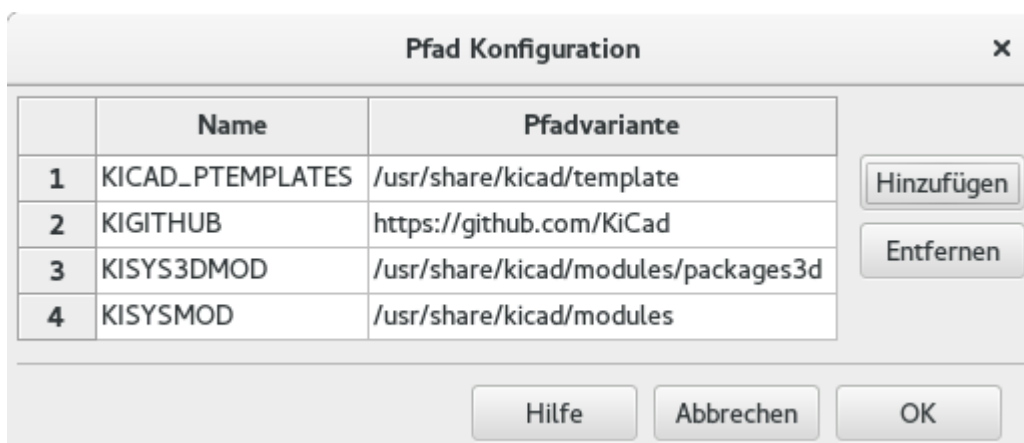 Pfad Konfiguration
Name Pfadvariante
1 KICAD_PTEMPLATES /usr/share/kicad/template
2 KIGITHUB https://github.com/KiCad
3 KISYS3DMOD /usr/share/kicad/modules/packages3d
4 KISYSMOD /usr/share/kicad/modules
Hinzufügen
Entfernen
Hilfe Abbrechen OK